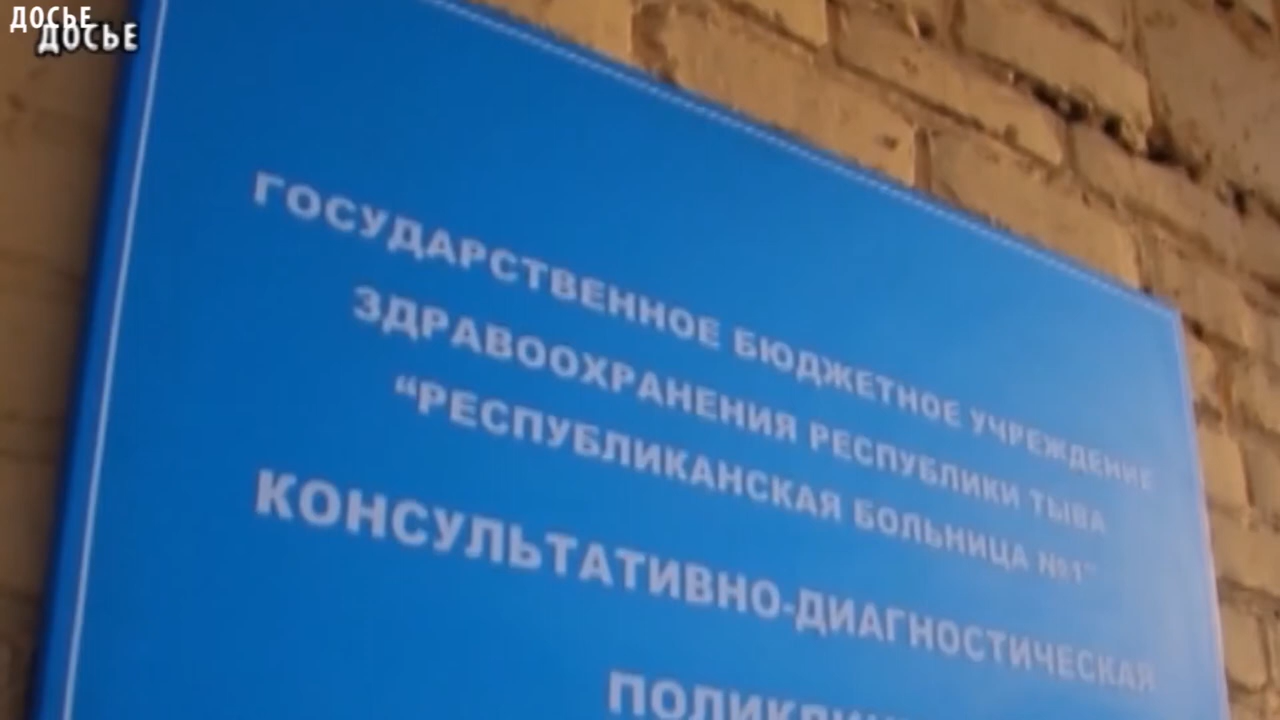 ДОСЬЕ
ДОСЬЕ
ГОСУДАРСТВЕННОЕ БЮДЖЕТНОЕ УЧРЕЖДЕНИЕ
ЗДРАВООХРАНЕНИЯ РЕСПУБЛИКИ ТЫВА
“РЕСПУБЛИКАНСКАЯ БОЛЬНИЦА №1”
КОНСУЛЬТАТИВНО-ДИАГНОСТИЧЕСКАЯ